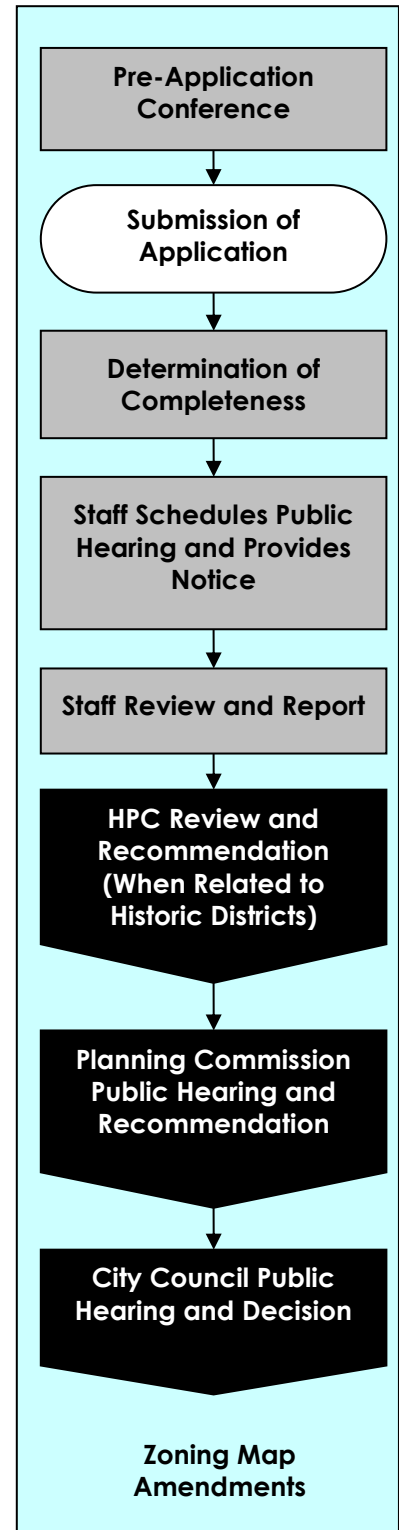 Pre-Application
Conference
Submission of
Application
Determination of
Completeness
Staff Schedules Public
Hearing and Provides
Notice
Staff Review and Report
HPC Review and
Recommendation
(When Related to
Historic Districts)
Planning Commission
Public Hearing and
Recommendation
City Council Public
Hearing and Decision
Zoning Map
Amendments